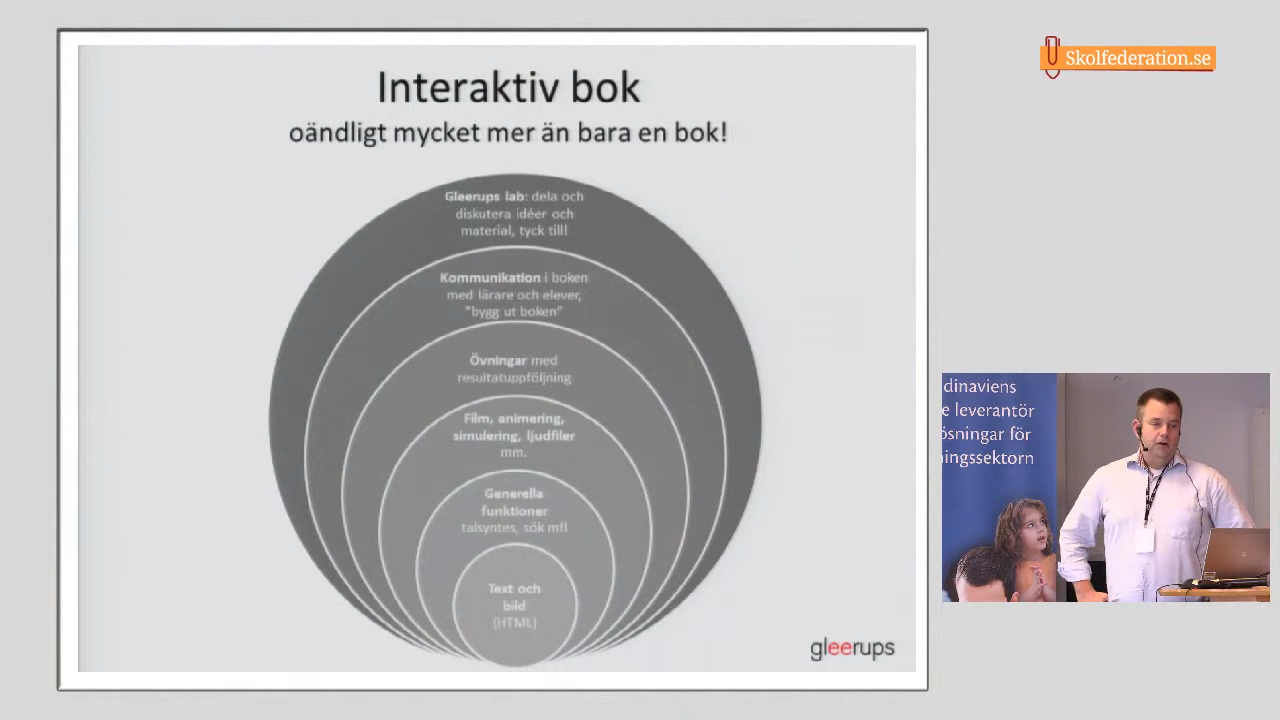 Interaktiv bok
oändligt mycket mer än bara en bok!
Gleerups lab: dela och
diskutera idéer och
material, tyck till!
Kommunikation i boken
med lärare och elever,
"bygg ut boken"
Övningar med
resultatuppföljning
Film, animering,
simulering, ljudfiler
mm.
Generella
funktioner
talsyntes, sök mfl
Text och
bild
(HTML)
gleerups
Skolfederation.se
dinaviens
e leverantör
ösningar för
ingssektorn